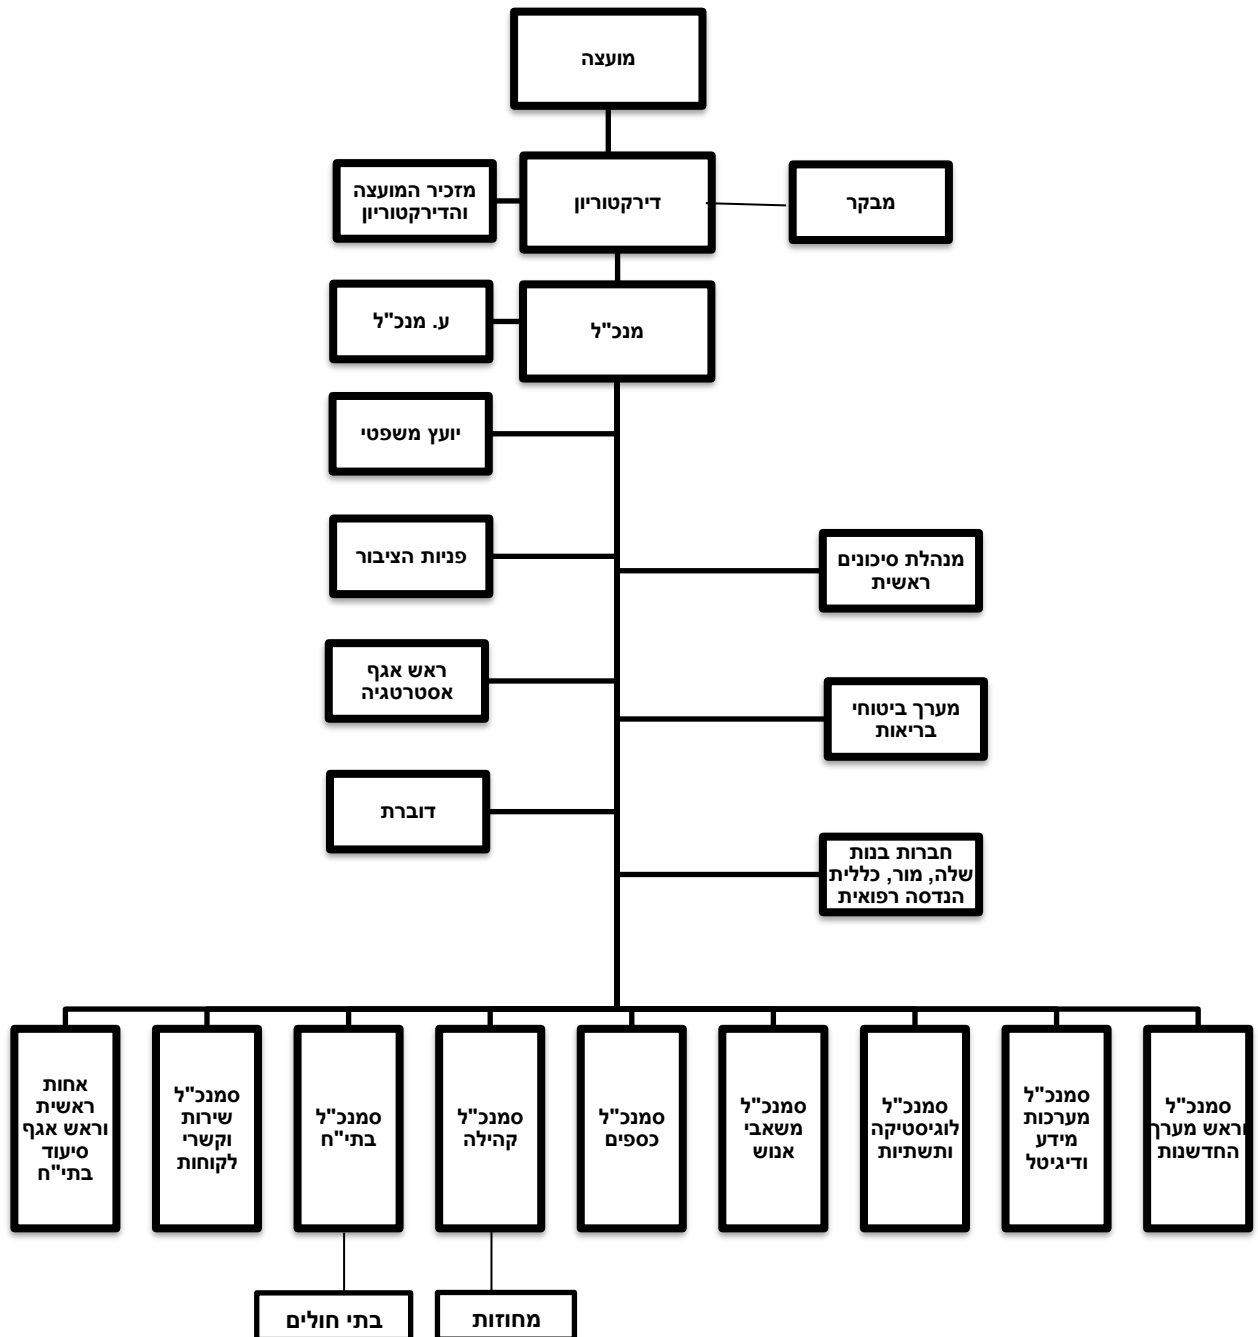 מועצה
מבקר
דירקטוריון
מזכיר המועצה
והדירקטוריון
מנכ"ל
ע. מנכ"ל
יועץ משפטי
פניות הציבור
מנהלת סיכונים
ראשית
ראש אגף
אסטרטגיה
מערך ביטוחי
בריאות
דוברת
חברות בנות
שלה, מור, כללית
הנדסה רפואית
סמנכ"ל
וראש מערך
החדשנות
סמנכ"ל
מערכות
מידע
ודיגיטל
סמנכ"ל
לוגיסטיקה
ותשתיות
סמנכ"ל
משאבי
אנוש
סמנכ"ל
כספים
סמנכ"ל
קהילה
סמנכ"ל
בתי"ח
סמנכ"ל
שירות
וקשרי
לקוחות
אחות
ראשית
וראש אגף
סיעוד
בתי"ח
מחוזות
בתי חולים